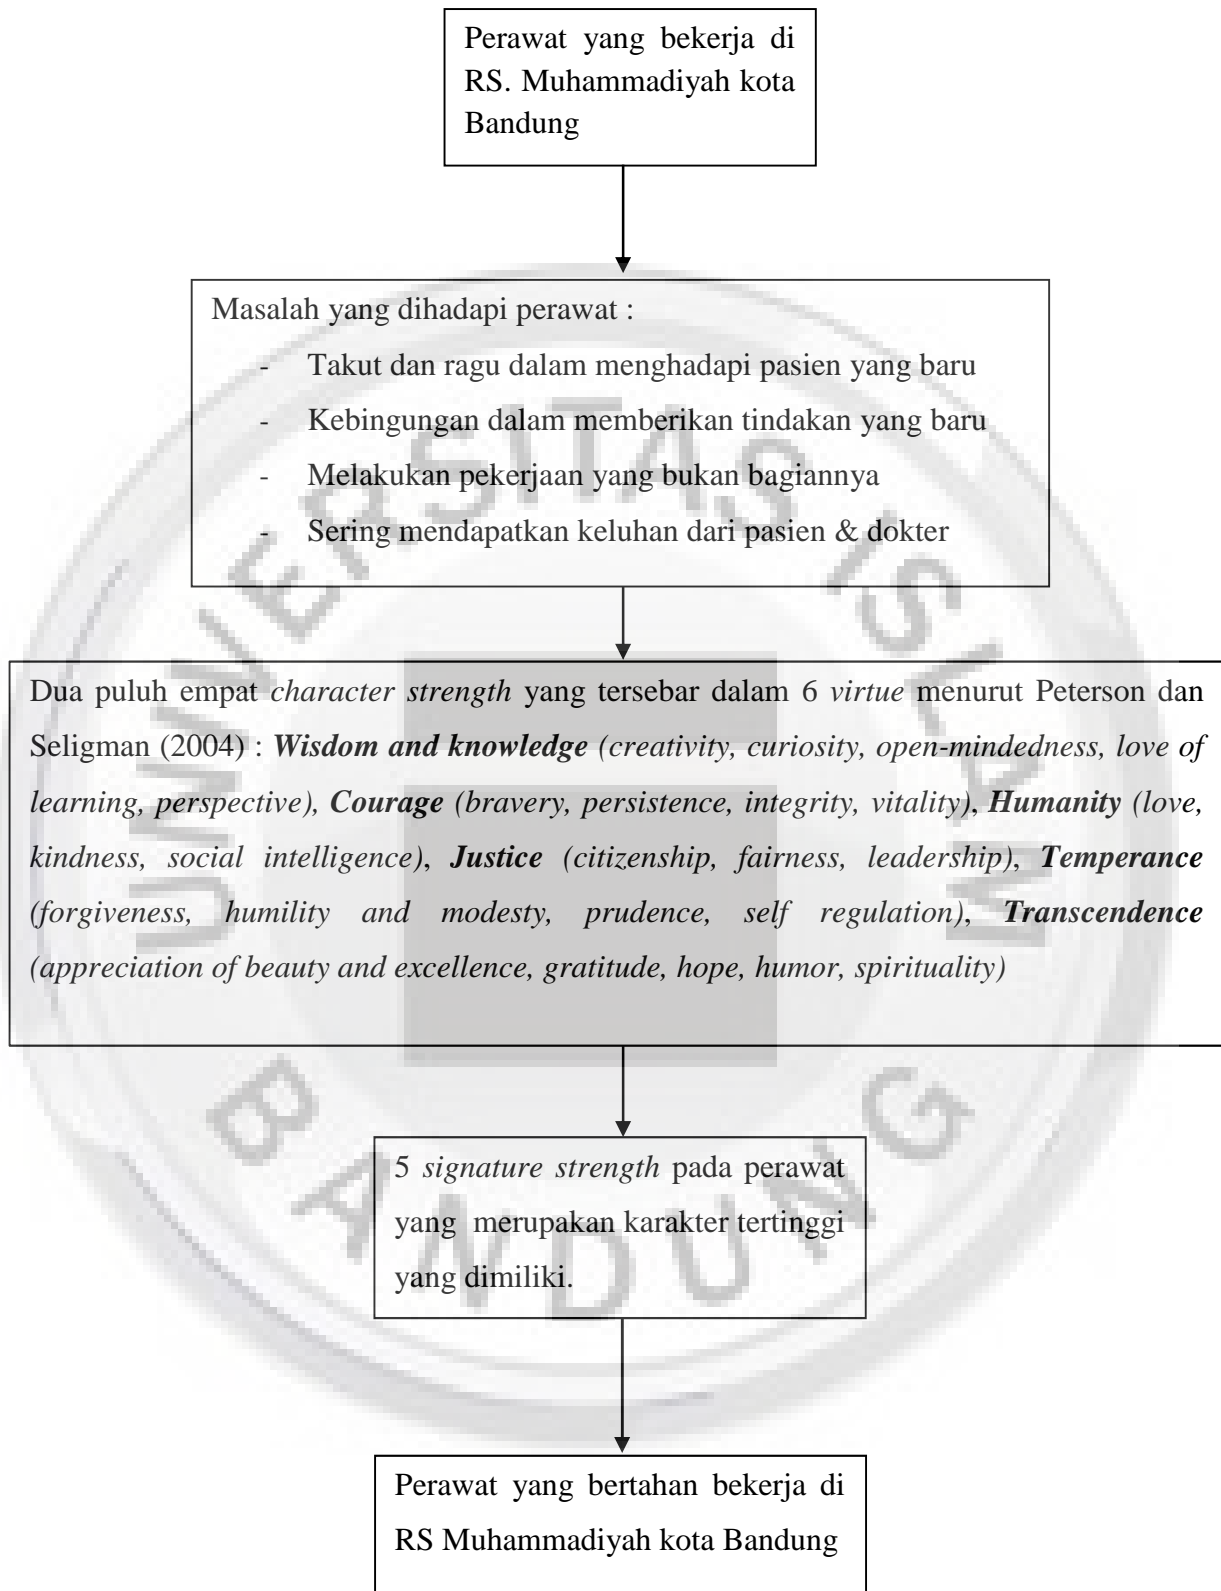 Perawat yang bekerja di
RS. Muhammadiyah kota
Bandung
Masalah yang dihadapi perawat :
- Takut dan ragu dalam menghadapi pasien yang baru
- Kebingungan dalam memberikan tindakan yang baru
- Melakukan pekerjaan yang bukan bagiannya
- Sering mendapatkan keluhan dari pasien & dokter
Dua puluh empat character strength yang tersebar dalam 6 virtue menurut Peterson dan
Seligman (2004) : Wisdom and knowledge (creativity, curiosity, open-mindedness, love of
learning, perspective), Courage (bravery, persistence, integrity, vitality), Humanity (love,
kindness, social intelligence), Justice (citizenship, fairness, leadership), Temperance
(forgiveness, humility and modesty, prudence, self regulation), Transcendence
(appreciation of beauty and excellence, gratitude, hope, humor, spirituality)
5 signature strength pada perawat
yang merupakan karakter tertinggi
yang dimiliki.
Perawat yang bertahan bekerja di
RS Muhammadiyah kota Bandung
UNIVERSITAS ISLAM
BANDUNG